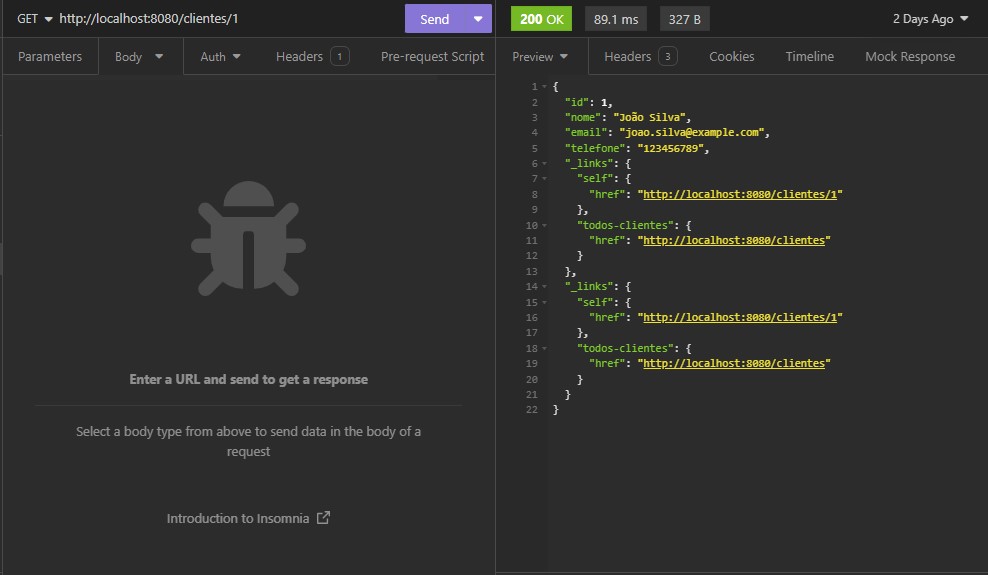 GET http://localhost:8080/clientes/1 Send
200 OK 89.1 ms 327 B 2 Days Ago
Parameters Body Auth Headers 1 Pre-request Script
Preview Headers 3 Cookies Timeline Mock Response
Enter a URL and send to get a response
Select a body type from above to send data in the body of a
request
Introduction to Insomnia
1 {
2 "id": 1,
3 "nome": "João Silva",
4 "email": "joao.silva@example.com",
5 "telefone": "123456789",
6 "_links": {
7 "self": {
8 "href": "http://localhost:8080/clientes/1"
9 },
10 "todos-clientes": {
11 "href": "http://localhost:8080/clientes"
12 }
13 },
14 "_links": {
15 "self": {
16 "href": "http://localhost:8080/clientes/1"
17 },
18 "todos-clientes": {
19 "href": "http://localhost:8080/clientes"
20 }
21 }
22 }